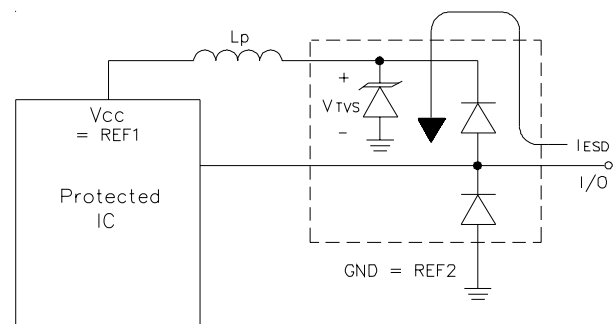 Lp
+
VTVS
-
Vcc
= REF1
IESD
I/O
Protected
IC
GND = REF2